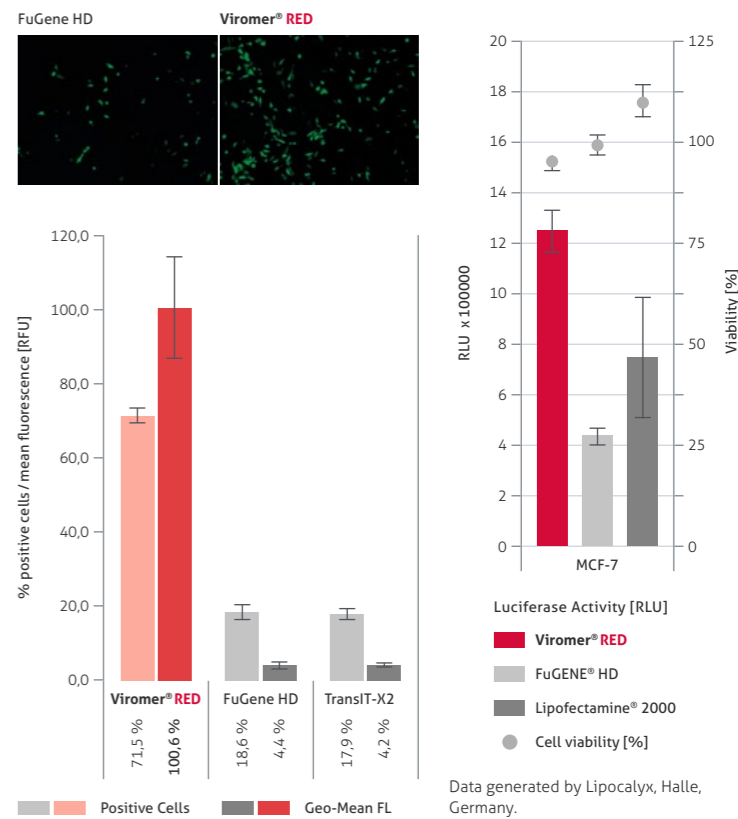 FuGene HD
Viromer® RED
120,0
100,0
80,0
60,0
40,0
20,0
0,0
% positive cells / mean fluorescence [RFU]
Viromer® RED
FuGene HD
TransIT-X2
71,5 %
100,6 %
18,6 %
4,4 %
17,9 %
4,2 %
Positive Cells
Geo-Mean FL
20
18
16
14
12
10
8
6
4
2
0
RLU x 100000
125
100
75
50
25
0
Viability [%]
MCF-7
Luciferase Activity [RLU]
Viromer® RED
FuGENE® HD
Lipofectamine® 2000
Cell viability [%]
Data generated by Lipocalyx, Halle,
Germany.